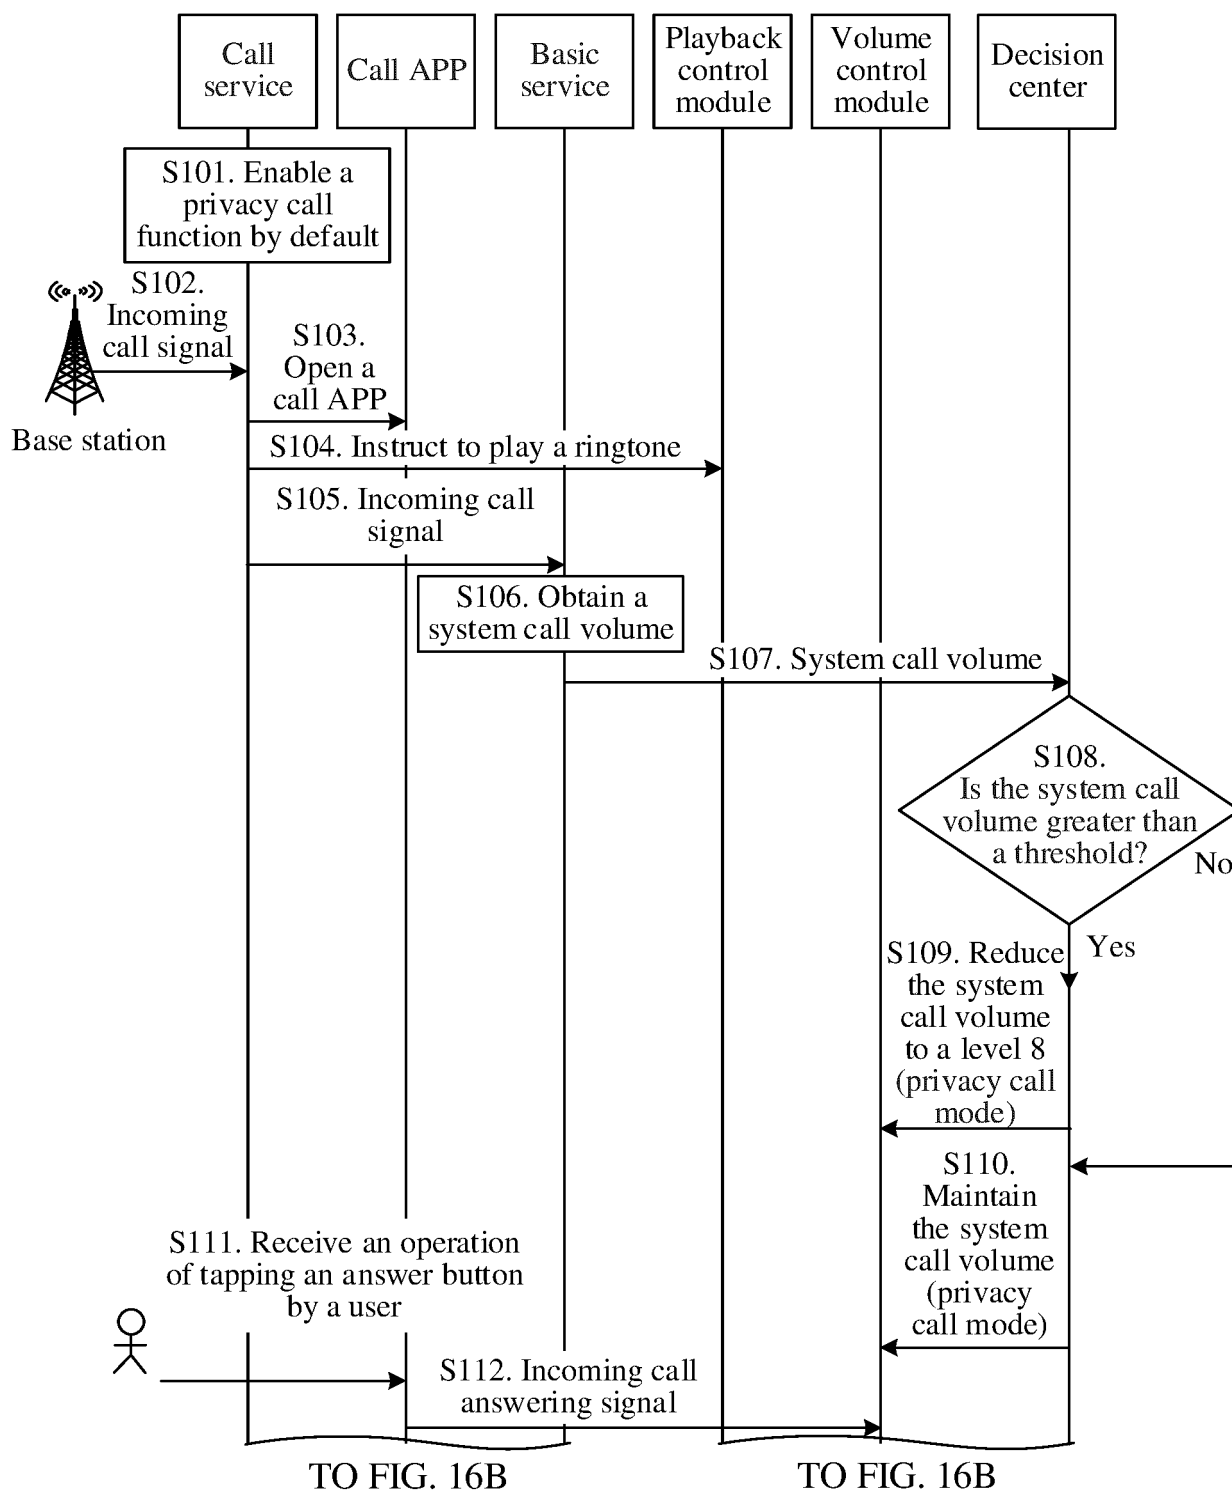 Call
service
Call APP
Basic
service
Playback
control
module
Volume
control
module
Decision
center
S101. Enable a
privacy call
function by default
S102.
Incoming
call signal
Base station
S103.
Open a
call APP
S104. Instruct to play a ringtone
S105. Incoming call
signal
S106. Obtain a
system call volume
S107. System call volume
S108.
Is the system call
volume greater than
a threshold?
No
Yes
S109. Reduce
the system
call volume
to a level 8
(privacy call
mode)
S110.
Maintain
the system
call volume
(privacy
call mode)
S111. Receive an operation
of tapping an answer button
by a user
S112. Incoming call
answering signal
TO FIG. 16B
TO FIG. 16B